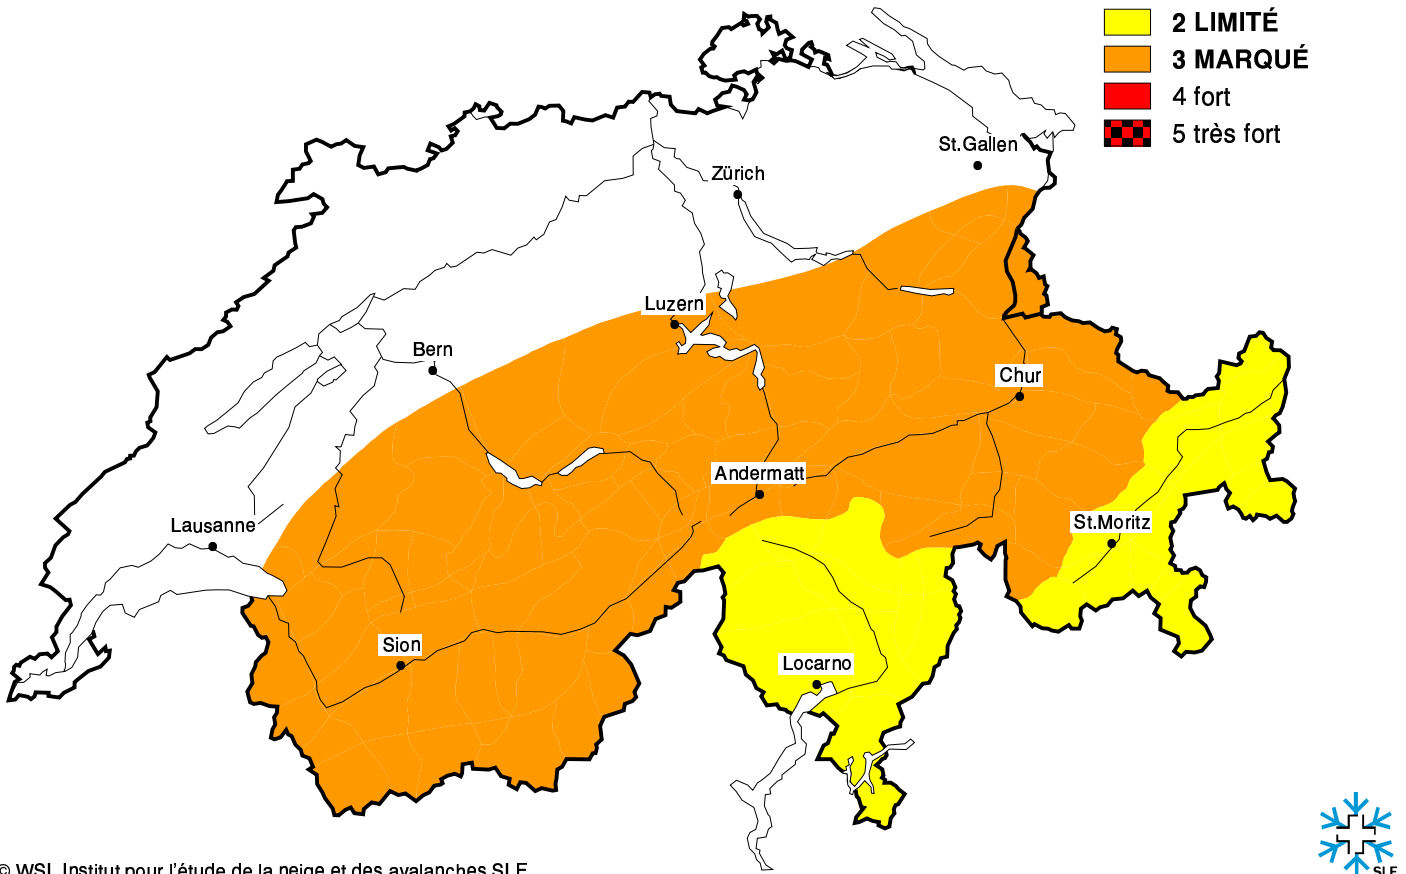 2 LIMITÉ
3 MARQUÉ
4 fort
5 très fort
St.Gallen
Zürich
Luzern
Bern
Chur
Andermatt
Lausanne
St.Moritz
Sion
Locarno
© WSL Institut pour l'étude de la neige et des avalanches SLF
SLF